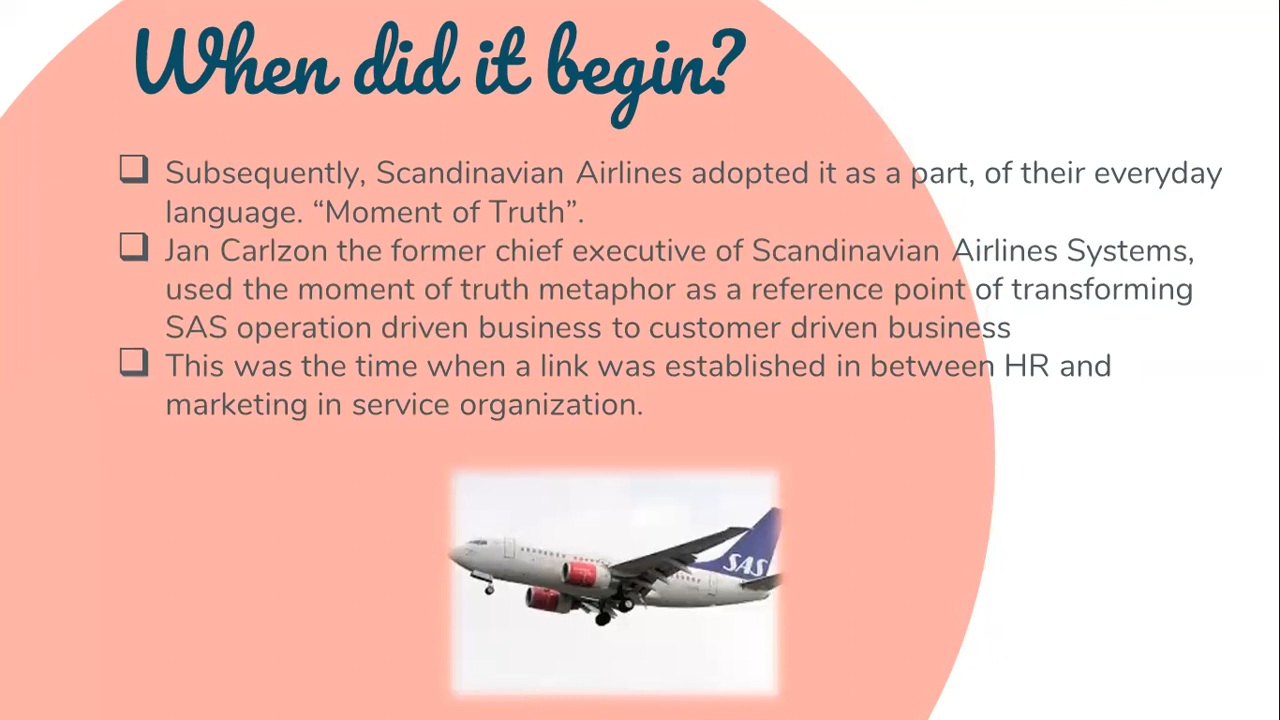 When did it begin?
❑ Subsequently, Scandinavian Airlines adopted it as a part, of their everyday
language. “Moment of Truth”.
❑ Jan Carlzon the former chief executive of Scandinavian Airlines Systems,
used the moment of truth metaphor as a reference point of transforming
SAS operation driven business to customer driven business
❑ This was the time when a link was established in between HR and
marketing in service organization.
SAS